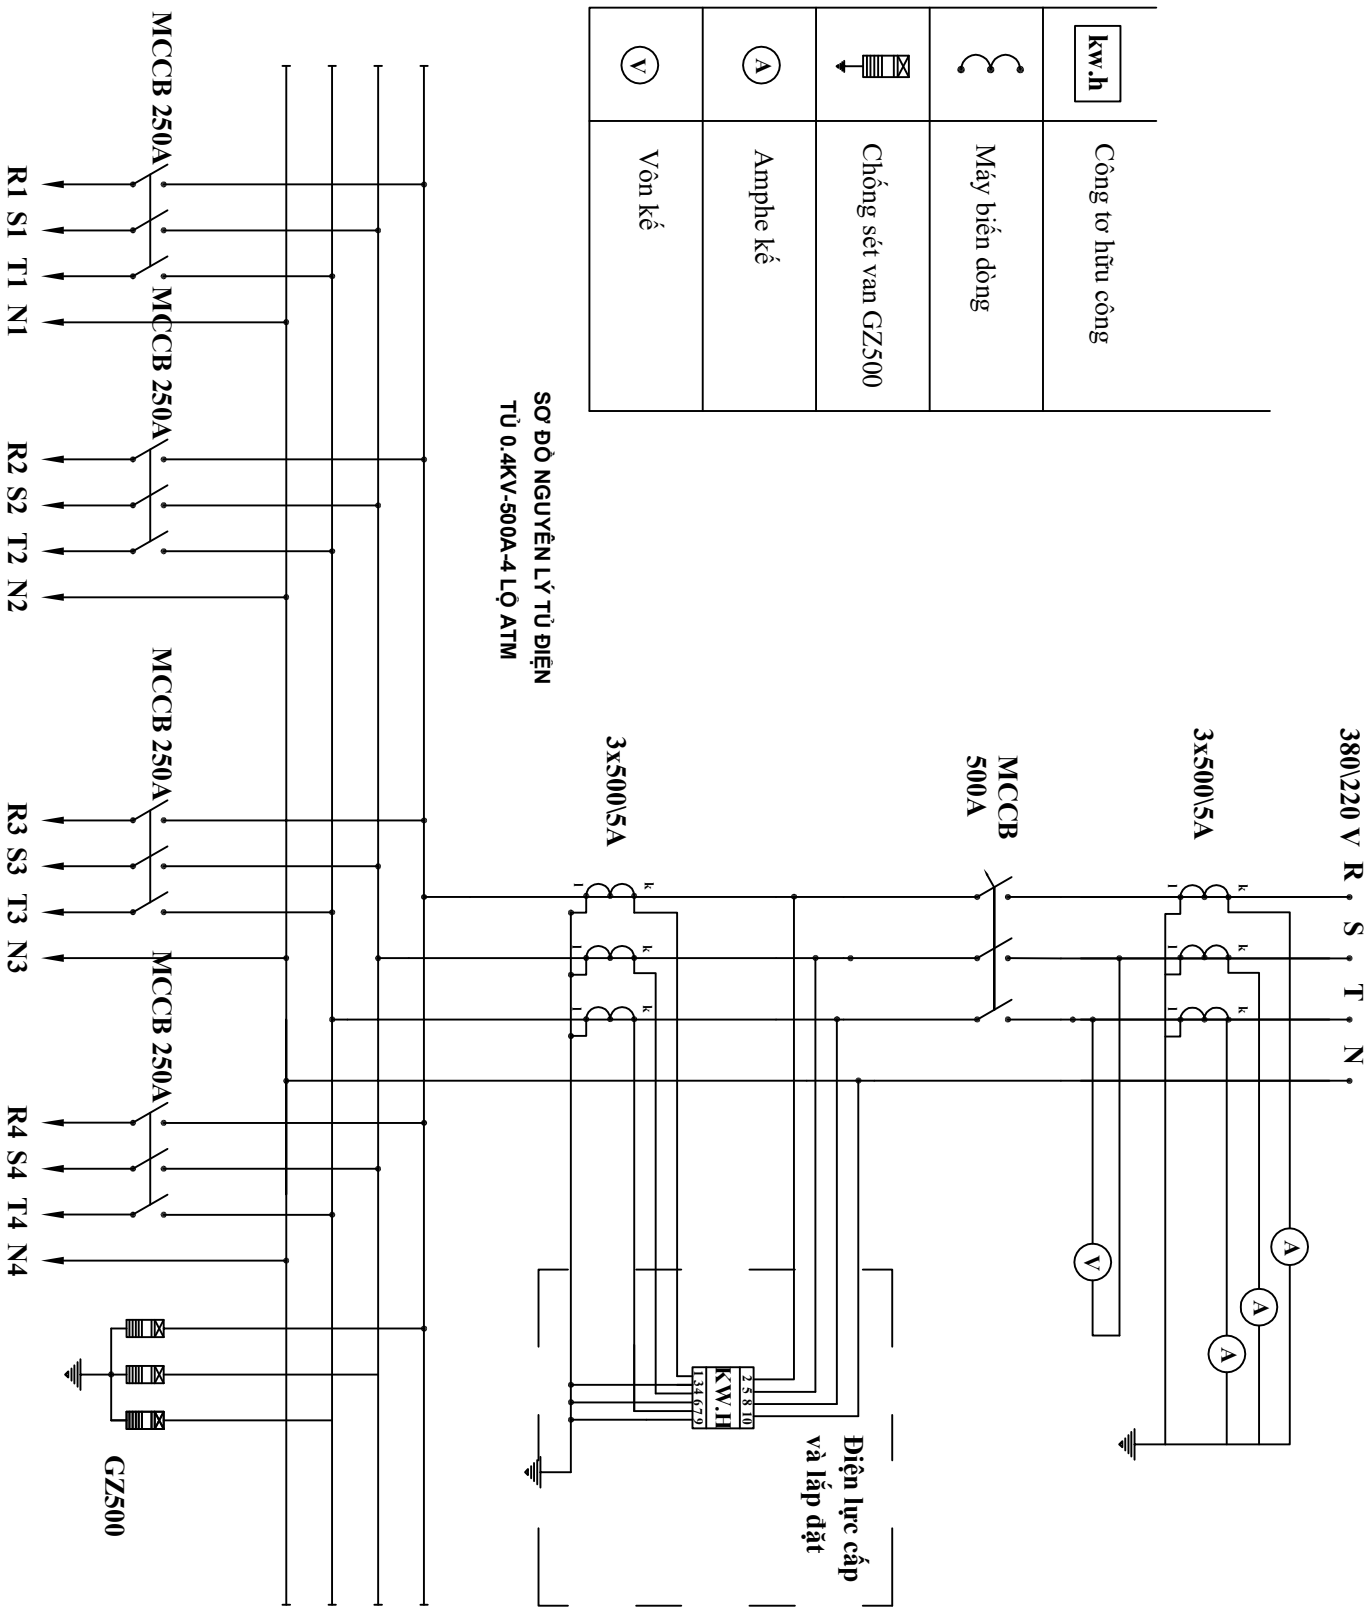 380\220 V R S T N
3x500\5A
k
l
k
l
k
l
A
A
A
V
MCCB
500A
3x500\5A
k
l
k
l
k
l
Điện lực cấp
và lắp đặt
2 5 8 10
KW.H
1 3 4 6 7 9
kw.h
Công tơ hữu công
Máy biến dòng
Chống sét van GZ500
A
Amphe kế
V
Vôn kế
SƠ ĐỒ NGUYÊN LÝ TỦ ĐIỆN
TỦ 0.4KV-500A-4 LỘ ATM
MCCB 250A
MCCB 250A
MCCB 250A
MCCB 250A
R1 S1 T1 N1
R2 S2 T2 N2
R3 S3 T3 N3
R4 S4 T4 N4
GZ500